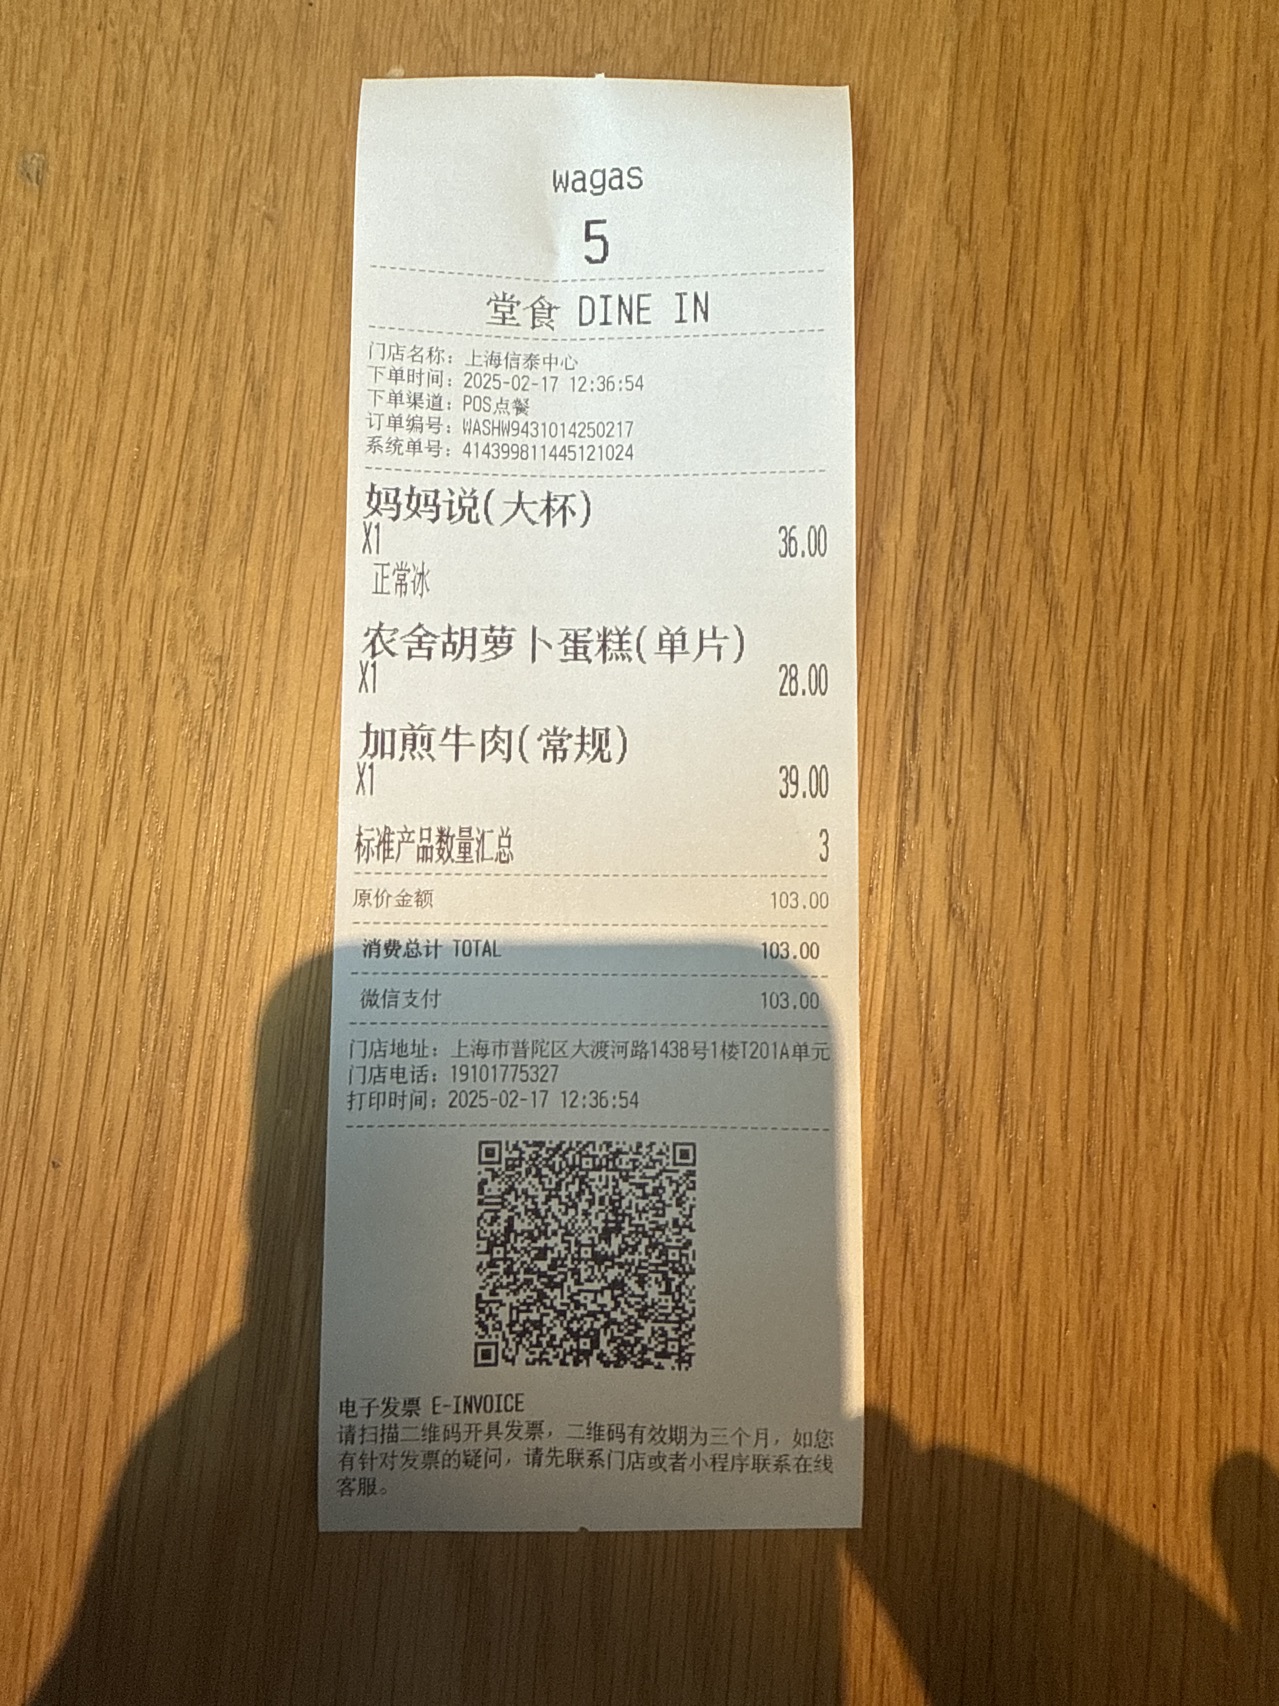 wagas
5
堂食 DINE IN
门店名称：上海信泰中心
下单时间：2025-02-17 12:36:54
下单渠道：POS点餐
订单编号：WASHW9431014250217
系统单号：414399811445121024
妈妈说(大杯)
X1 36.00
正常冰
农舍胡萝卜蛋糕(单片)
X1 28.00
加煎牛肉(常规)
X1 39.00
标准产品数量汇总 3
原价金额 103.00
消费总计 TOTAL 103.00
微信支付 103.00
门店地址：上海市普陀区大渡河路1438号1楼T201A单元
门店电话：19101775327
打印时间：2025-02-17 12:36:54
电子发票 E-INVOICE
请扫描二维码开具发票，二维码有效期为三个月，如您
有针对发票的疑问，请先联系门店或者小程序联系在线
客服。